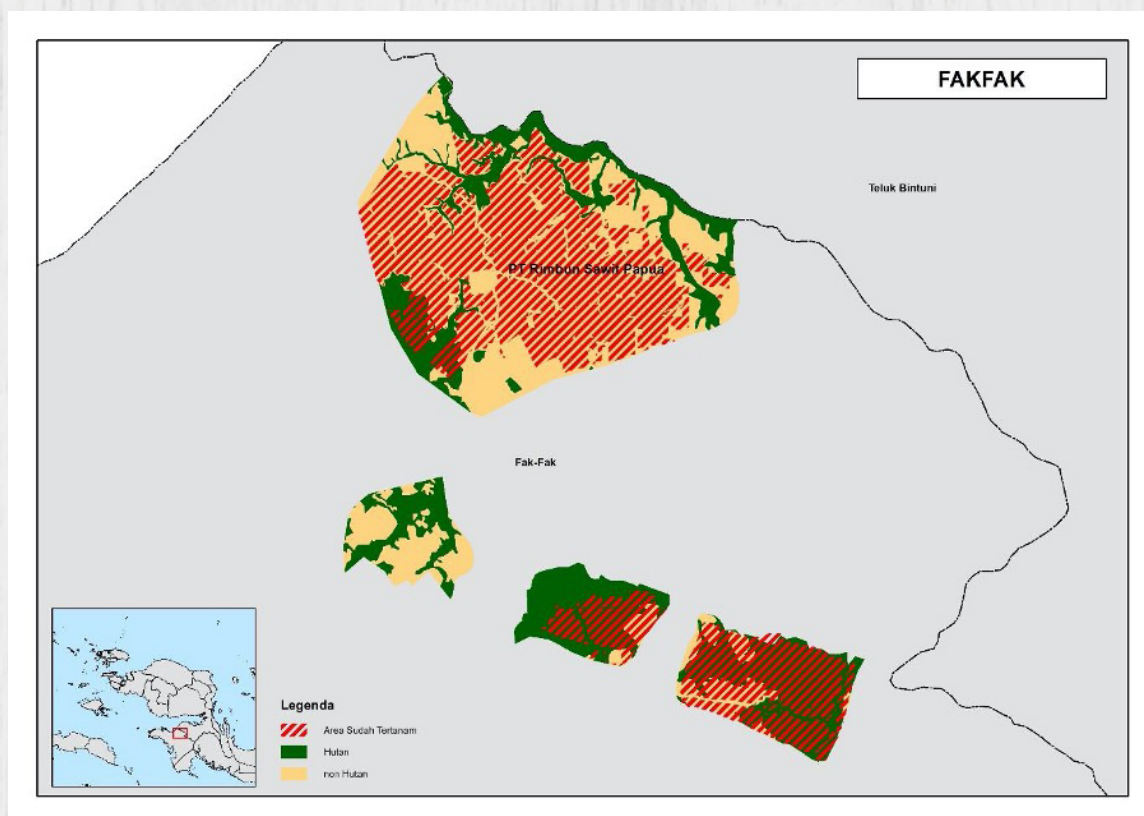 FAKFAK
Teluk Bintuni
PT Rimbun Sawit Papua
Fak-Fak
Legenda
Area Sudah Tertanam
Hutan
non Hutan